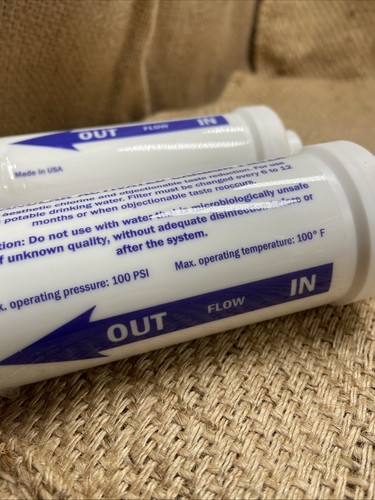 OUT FLOW IN
Made in USA
aesthetic chlorine and objectionable taste reduction. For use
potable drinking water. Filter must be changed every 6 to 12
months or when objectionable taste reoccurs.
tion: Do not use with water that is microbiologically unsafe
of unknown quality, without adequate disinfection before or
after the system.
x. operating pressure: 100 PSI Max. operating temperature: 100° F
OUT FLOW IN